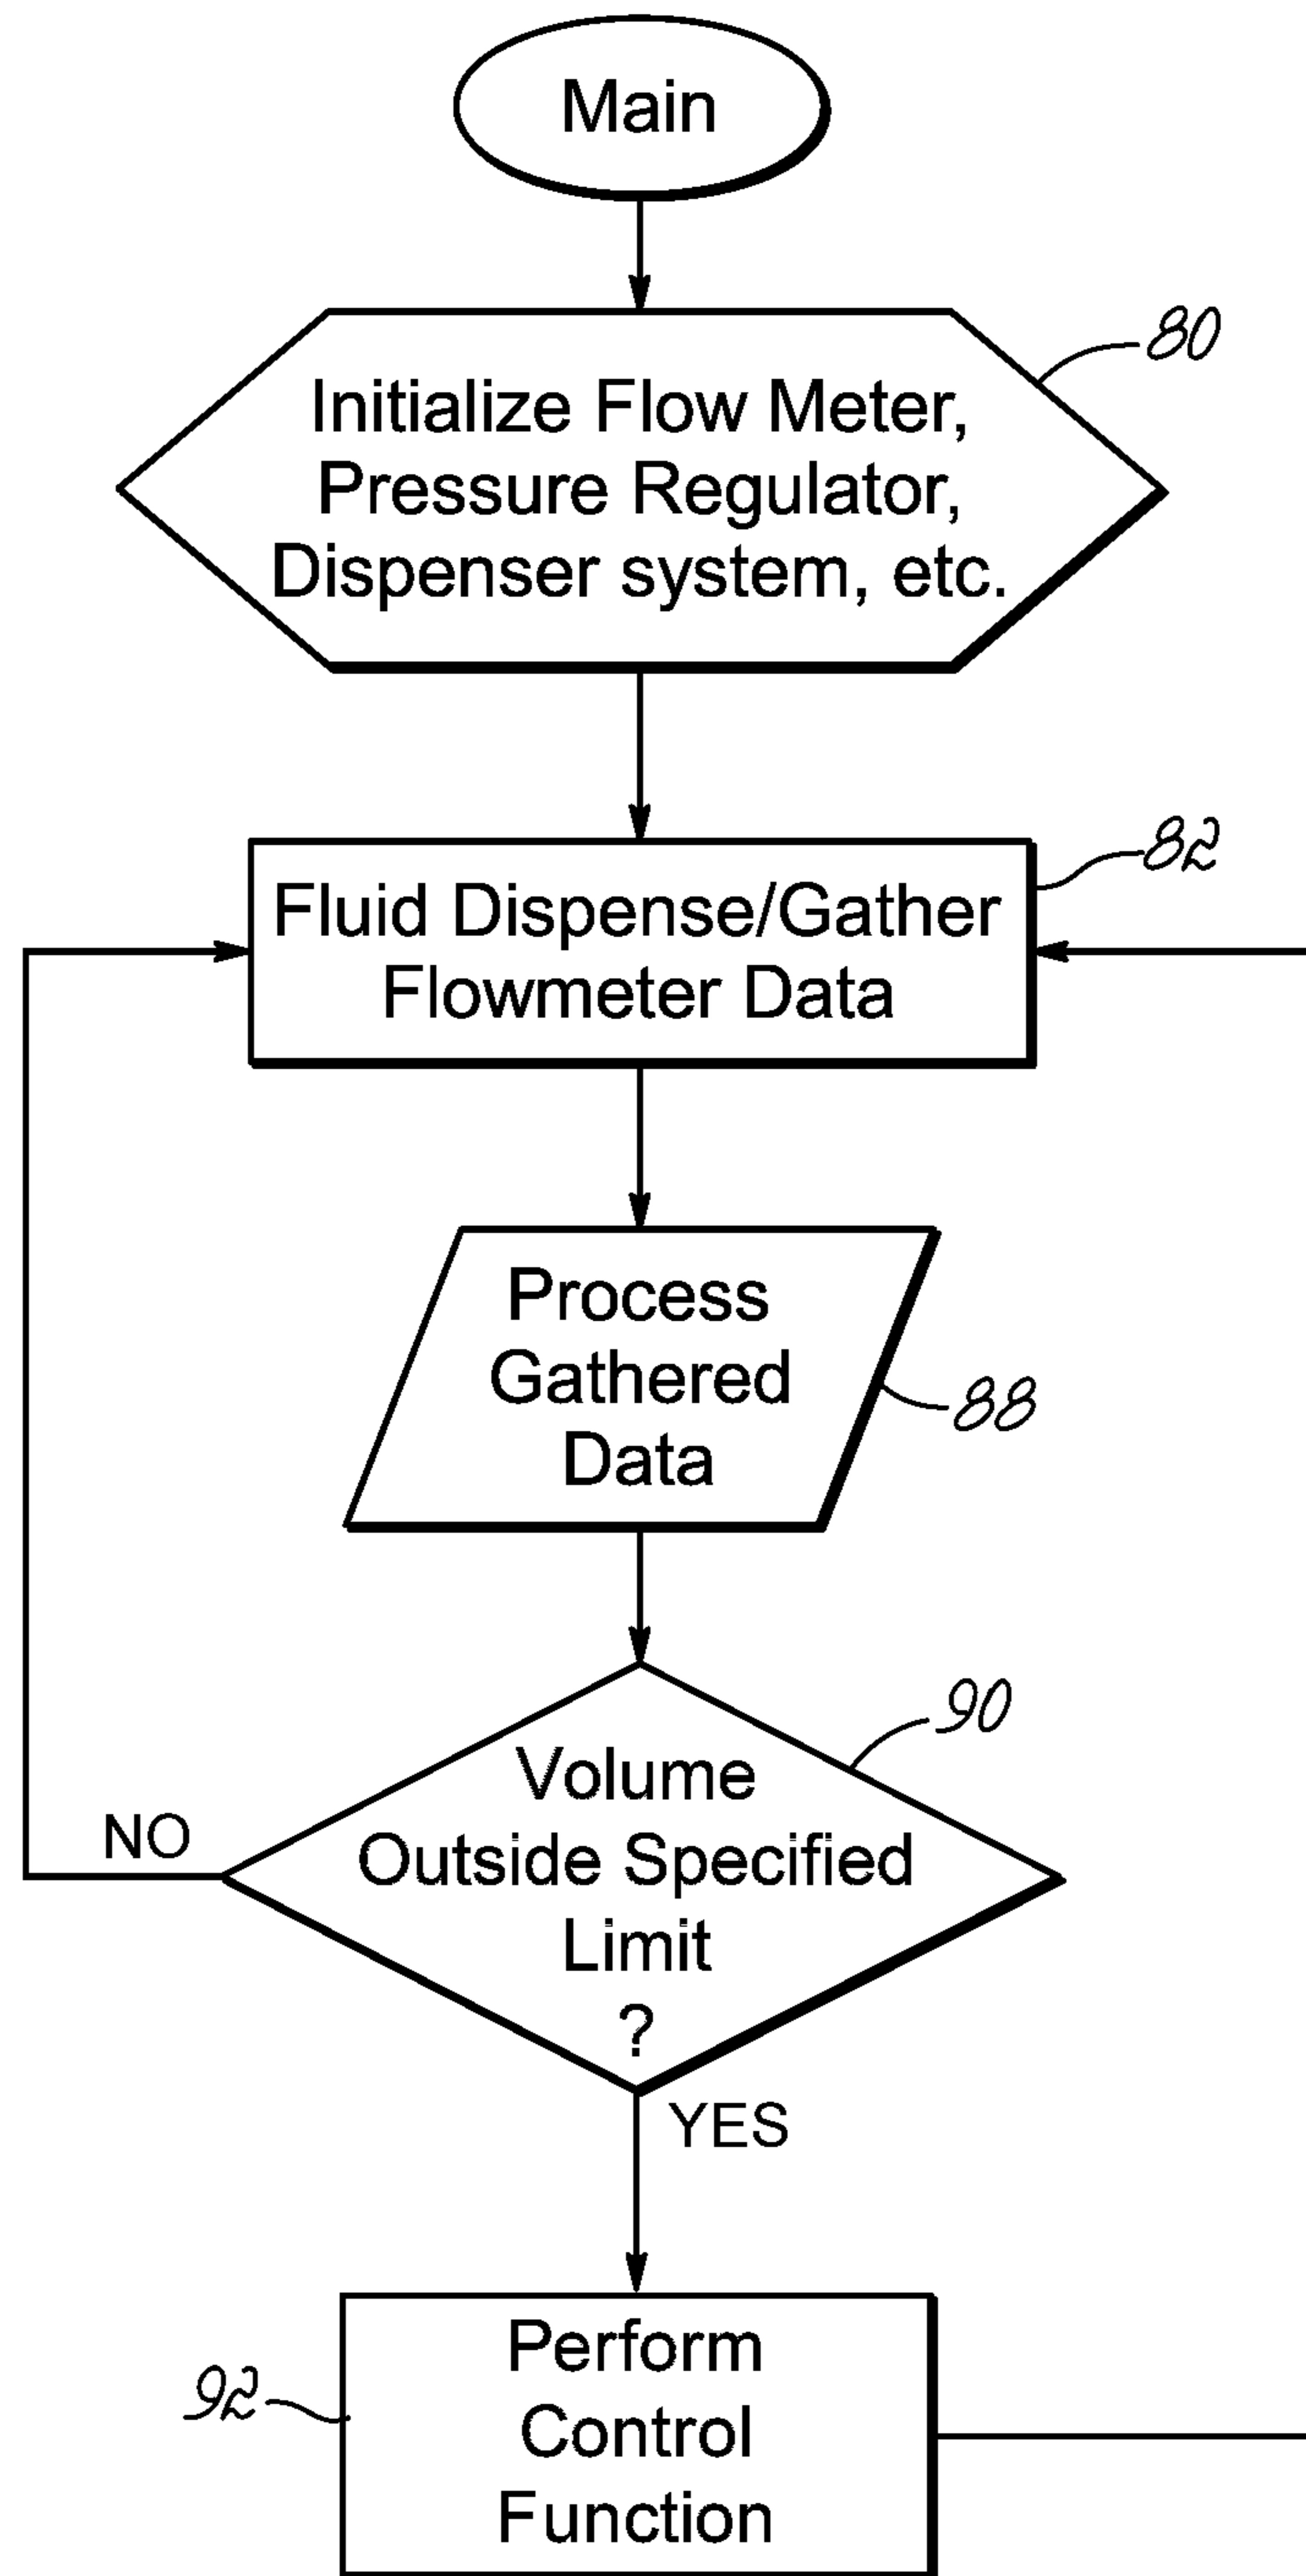 Main
80
Initialize Flow Meter,
Pressure Regulator,
Dispenser system, etc.
82
Fluid Dispense/Gather
Flowmeter Data
Process
Gathered
Data
88
90
Volume
Outside Specified
Limit
?
NO
YES
92
Perform
Control
Function